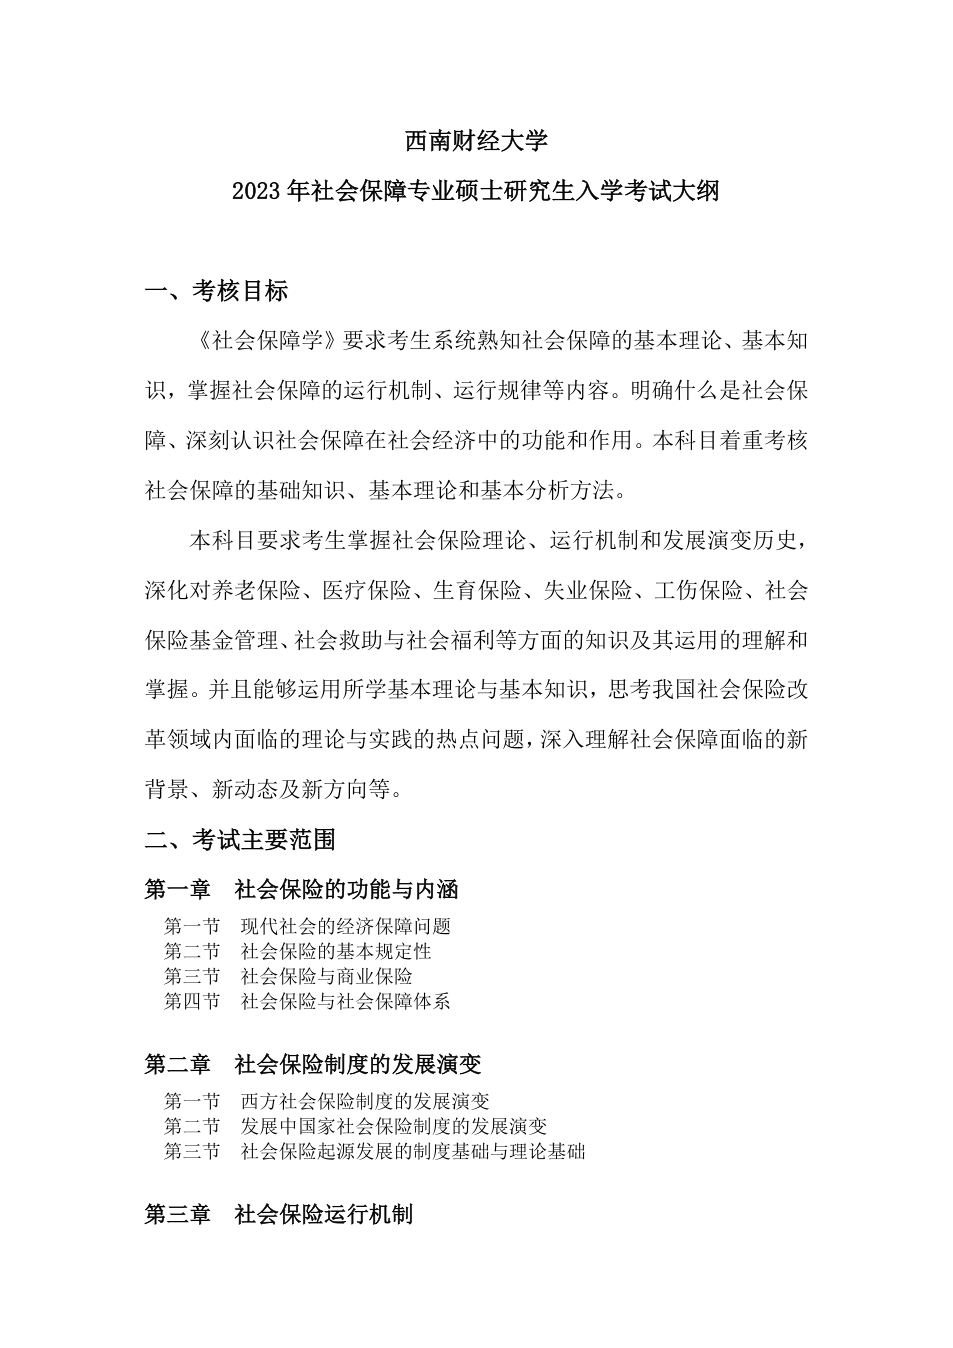 西南财经大学
2023 年社会保障专业硕士研究生入学考试大纲
一、考核目标
《社会保障学》要求考生系统熟知社会保障的基本理论、基本知
识，掌握社会保障的运行机制、运行规律等内容。明确什么是社会保
障、深刻认识社会保障在社会经济中的功能和作用。本科目着重考核
社会保障的基础知识、基本理论和基本分析方法。
本科目要求考生掌握社会保险理论、运行机制和发展演变历史，
深化对养老保险、医疗保险、生育保险、失业保险、工伤保险、社会
保险基金管理、社会救助与社会福利等方面的知识及其运用的理解和
掌握。并且能够运用所学基本理论与基本知识，思考我国社会保险改
革领域内面临的理论与实践的热点问题，深入理解社会保障面临的新
背景、新动态及新方向等。
二、考试主要范围
第一章　社会保险的功能与内涵
第一节　现代社会的经济保障问题
第二节　社会保险的基本规定性
第三节　社会保险与商业保险
第四节　社会保险与社会保障体系
第二章　社会保险制度的发展演变
第一节　西方社会保险制度的发展演变
第二节　发展中国家社会保险制度的发展演变
第三节　社会保险起源发展的制度基础与理论基础
第三章　社会保险运行机制